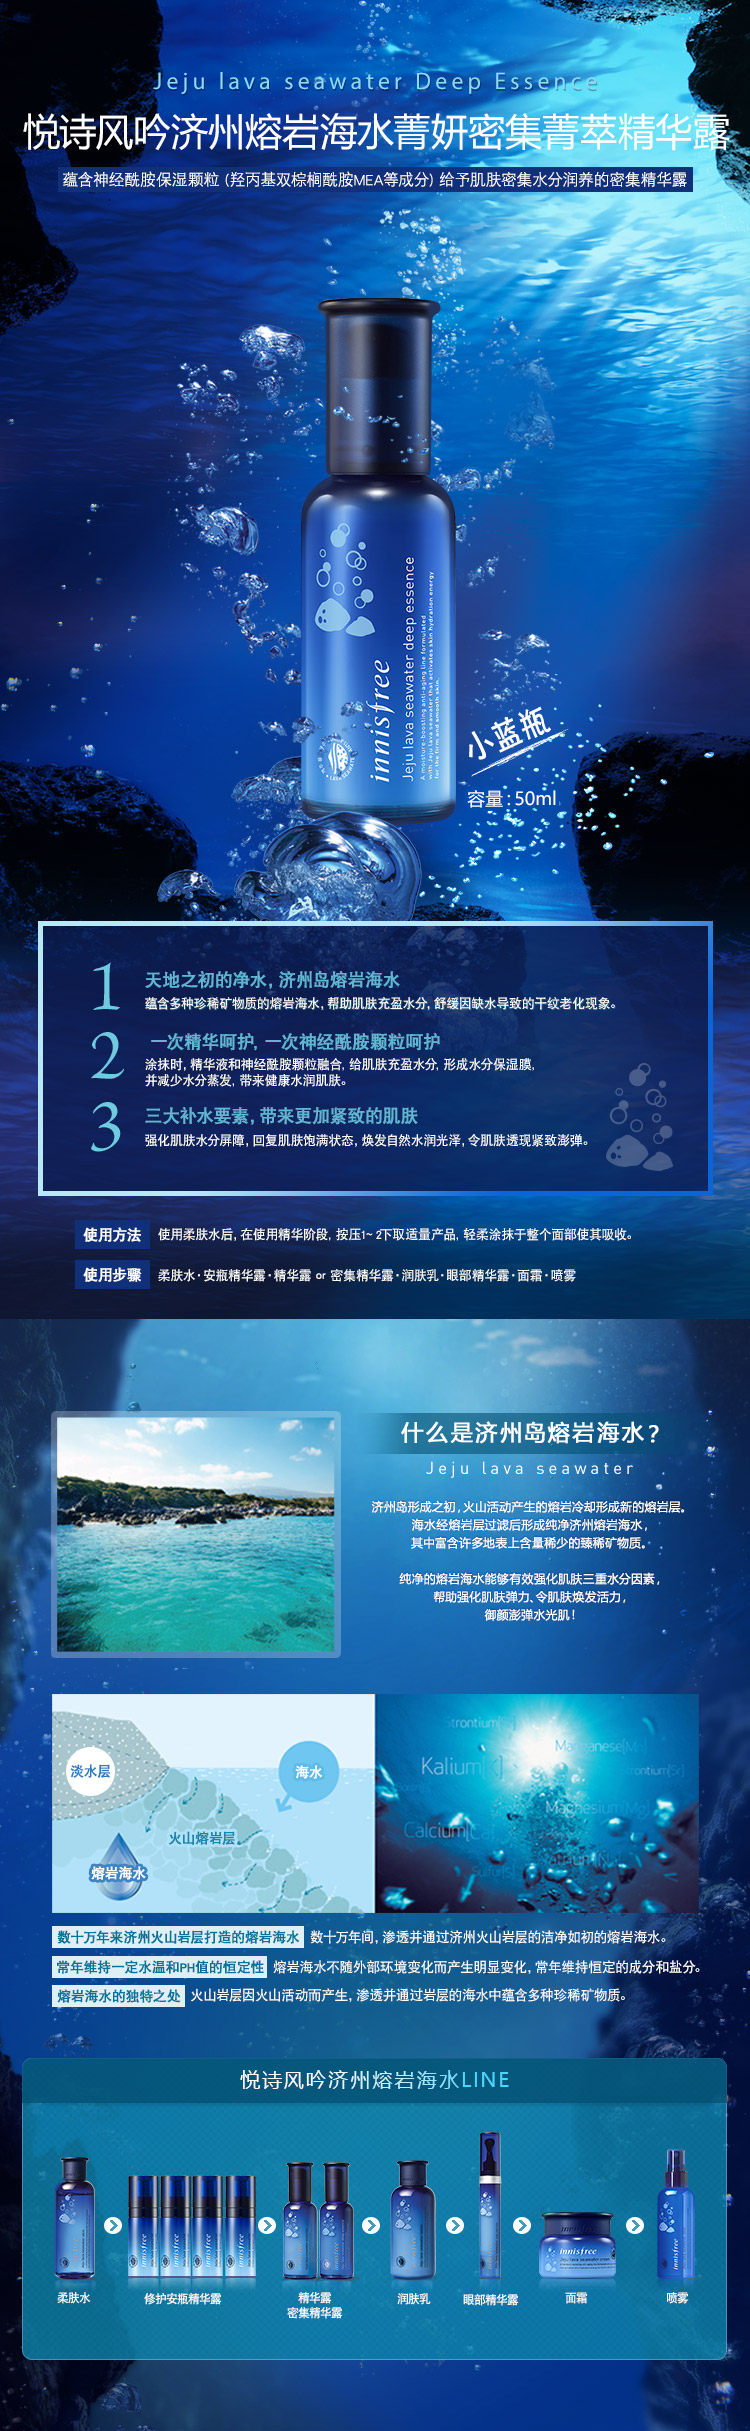 Jeju lava seawater Deep Essence
悦诗风吟济州熔岩海水菁妍密集菁萃精华露
蕴含神经酰胺保湿颗粒 (羟丙基双棕榈酰胺MEA等成分) 给予肌肤密集水分润养的密集精华露
innisfree
Jeju lava seawater deep essence
A moisture-boosting anti-aging line formulated
with Jeju lava seawater that activates skin hydration energy
for the firm and smooth skin.
小蓝瓶
容量:50ml
1
天地之初的净水, 济州岛熔岩海水
蕴含多种珍稀矿物质的熔岩海水, 帮助肌肤充盈水分, 舒缓因缺水导致的干纹老化现象。
2
一次精华呵护, 一次神经酰胺颗粒呵护
涂抹时, 精华液和神经酰胺颗粒融合, 给肌肤充盈水分, 形成水分保湿膜,
并减少水分蒸发, 带来健康水润肌肤。
3
三大补水要素, 带来更加紧致的肌肤
强化肌肤水分屏障, 回复肌肤饱满状态, 焕发自然水润光泽, 令肌肤透现紧致澎弹。
使用方法 使用柔肤水后, 在使用精华阶段, 按压1~2下取适量产品, 轻柔涂抹于整个面部使其吸收。
使用步骤 柔肤水·安瓶精华露·精华露 or 密集精华露·润肤乳·眼部精华露·面霜·喷雾
什么是济州岛熔岩海水?
Jeju lava seawater
济州岛形成之初, 火山活动产生的熔岩冷却形成新的熔岩层。
海水经熔岩层过滤后形成纯净济州熔岩海水,
其中富含许多地表上含量稀少的臻稀矿物质。
纯净的熔岩海水能够有效强化肌肤三重水分因素,
帮助强化肌肤弹力、令肌肤焕发活力,
御颜澎弹水光肌!
淡水层
海水
火山熔岩层
熔岩海水
Strontium[S
Manganese[Mn]
Kalium[K]
trontium[Sr]
Magnesium[Mg]
Calcium[Ca]
数十万年来济州火山岩层打造的熔岩海水 数十万年间, 渗透并通过济州火山岩层的洁净如初的熔岩海水。
常年维持一定水温和PH值的恒定性 熔岩海水不随外部环境变化而产生明显变化, 常年维持恒定的成分和盐分。
熔岩海水的独特之处 火山岩层因火山活动而产生, 渗透并通过岩层的海水中蕴含多种珍稀矿物质。
悦诗风吟济州熔岩海水LINE
柔肤水
修护安瓶精华露
精华露
密集精华露
润肤乳
眼部精华露
面霜
喷雾